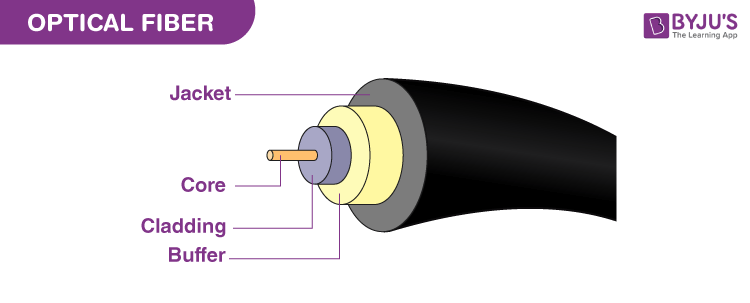 OPTICAL FIBER
BYJU'S
The Learning App
Jacket
Core
Cladding
Buffer